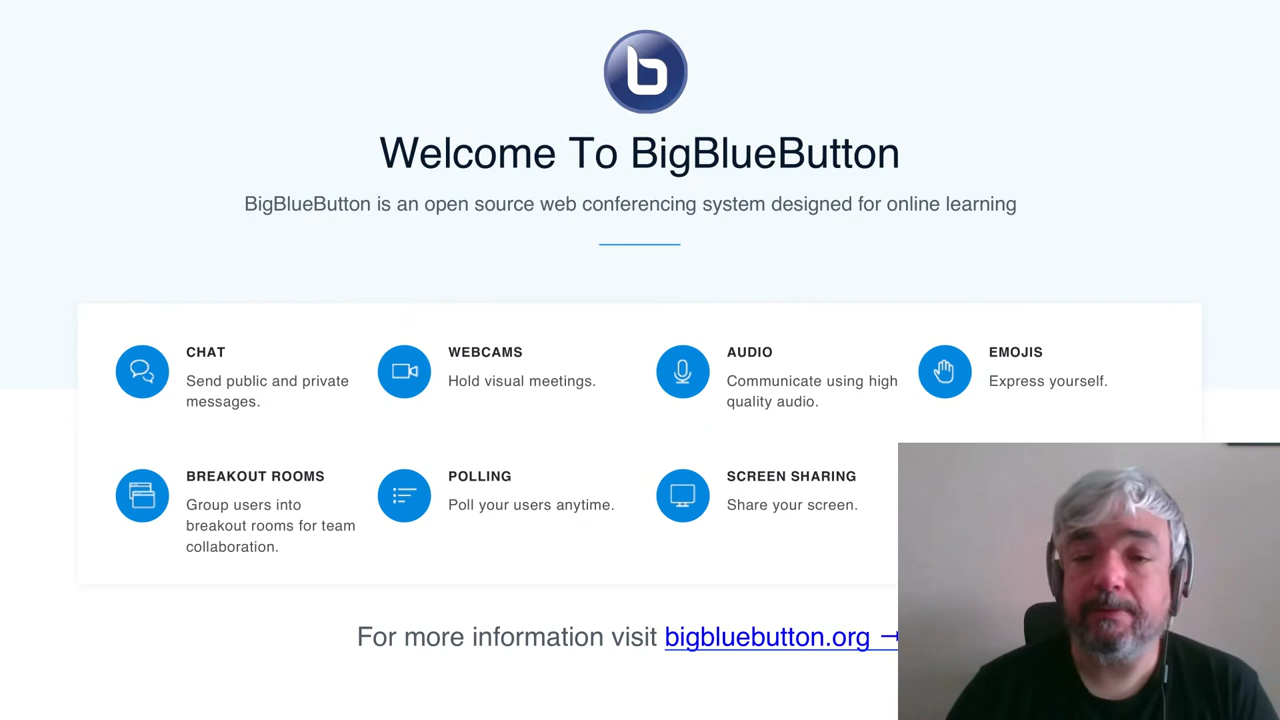 Welcome To BigBlueButton
BigBlueButton is an open source web conferencing system designed for online learning
CHAT
Send public and private
messages.
WEBCAMS
Hold visual meetings.
AUDIO
Communicate using high
quality audio.
EMOJIS
Express yourself.
BREAKOUT ROOMS
Group users into
breakout rooms for team
collaboration.
POLLING
Poll your users anytime.
SCREEN SHARING
Share your screen.
For more information visit bigbluebutton.org →